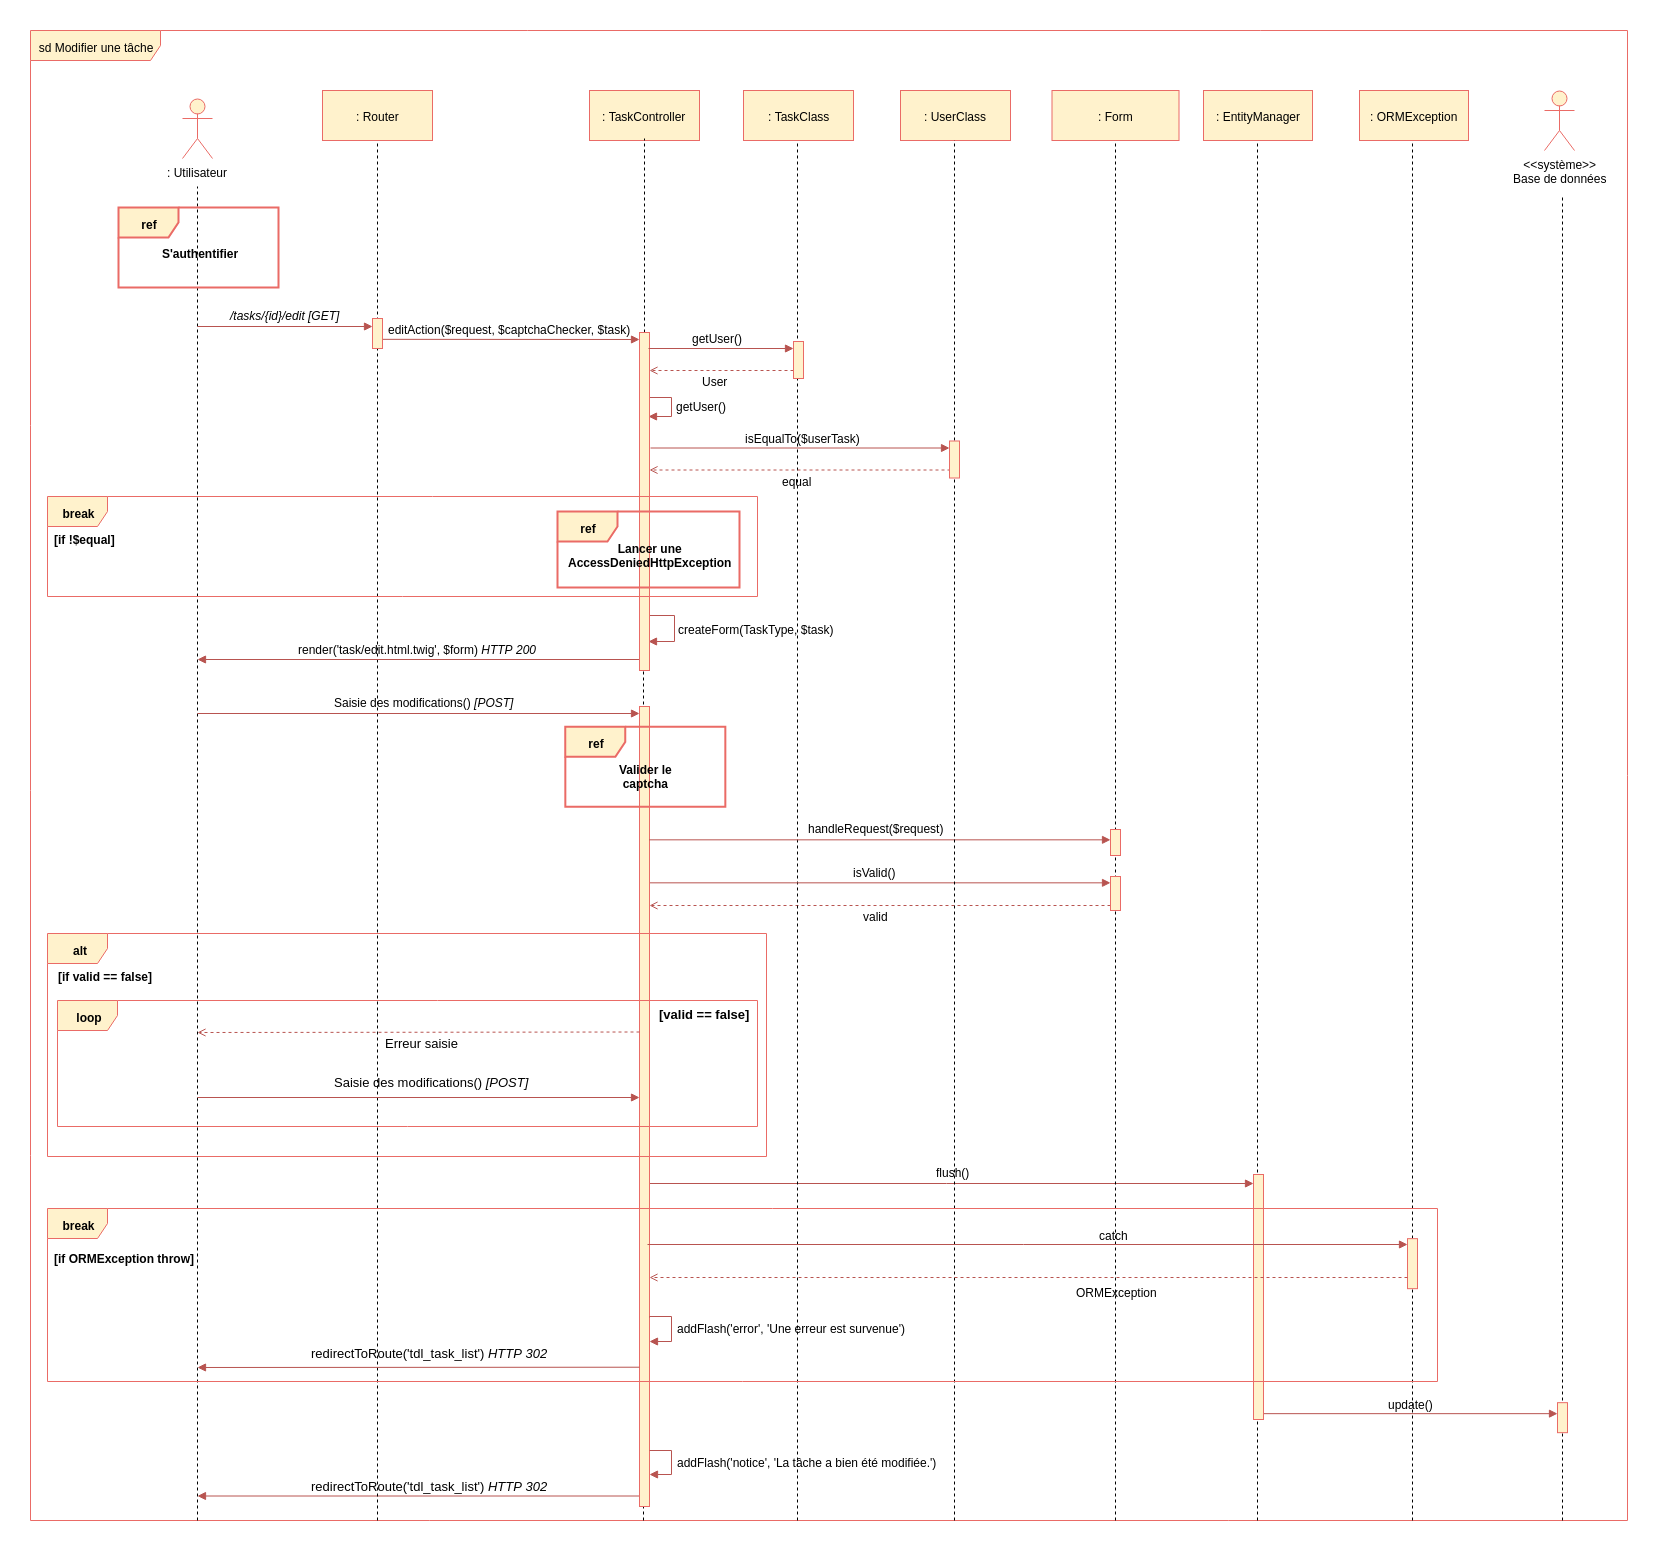 sd Modifier une tâche
: Utilisateur
: Router
: TaskController
: TaskClass
: UserClass
: Form
: EntityManager
: ORMException
<<système>>
Base de données
ref
S'authentifier
/tasks/{id}/edit [GET]
editAction($request, $captchaChecker, $task)
getUser()
User
getUser()
isEqualTo($userTask)
equal
break
[if !$equal]
ref
Lancer une
AccessDeniedHttpException
createForm(TaskType, $task)
render('task/edit.html.twig', $form) HTTP 200
Saisie des modifications() [POST]
ref
Valider le
captcha
handleRequest($request)
isValid()
valid
alt
[if valid == false]
loop
[valid == false]
Erreur saisie
Saisie des modifications() [POST]
flush()
break
[if ORMException throw]
catch
ORMException
addFlash('error', 'Une erreur est survenue')
redirectToRoute('tdl_task_list') HTTP 302
update()
addFlash('notice', 'La tâche a bien été modifiée.')
redirectToRoute('tdl_task_list') HTTP 302